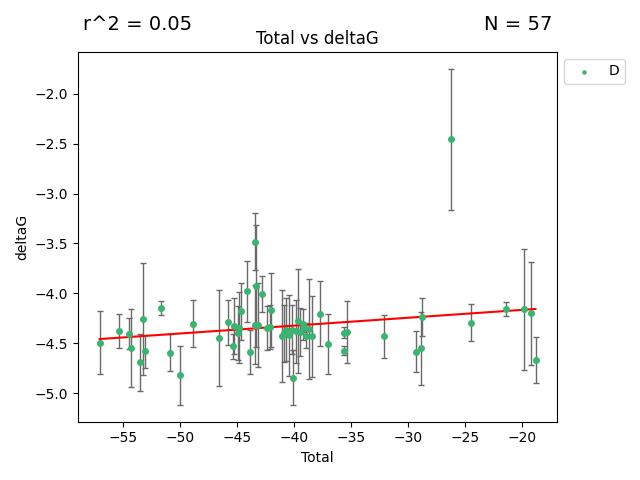 r^2 = 0.05
N = 57
Total vs deltaG
D
deltaG
−2.0
−2.5
−3.0
−3.5
−4.0
−4.5
−5.0
−55 −50 −45 −40 −35 −30 −25 −20
Total